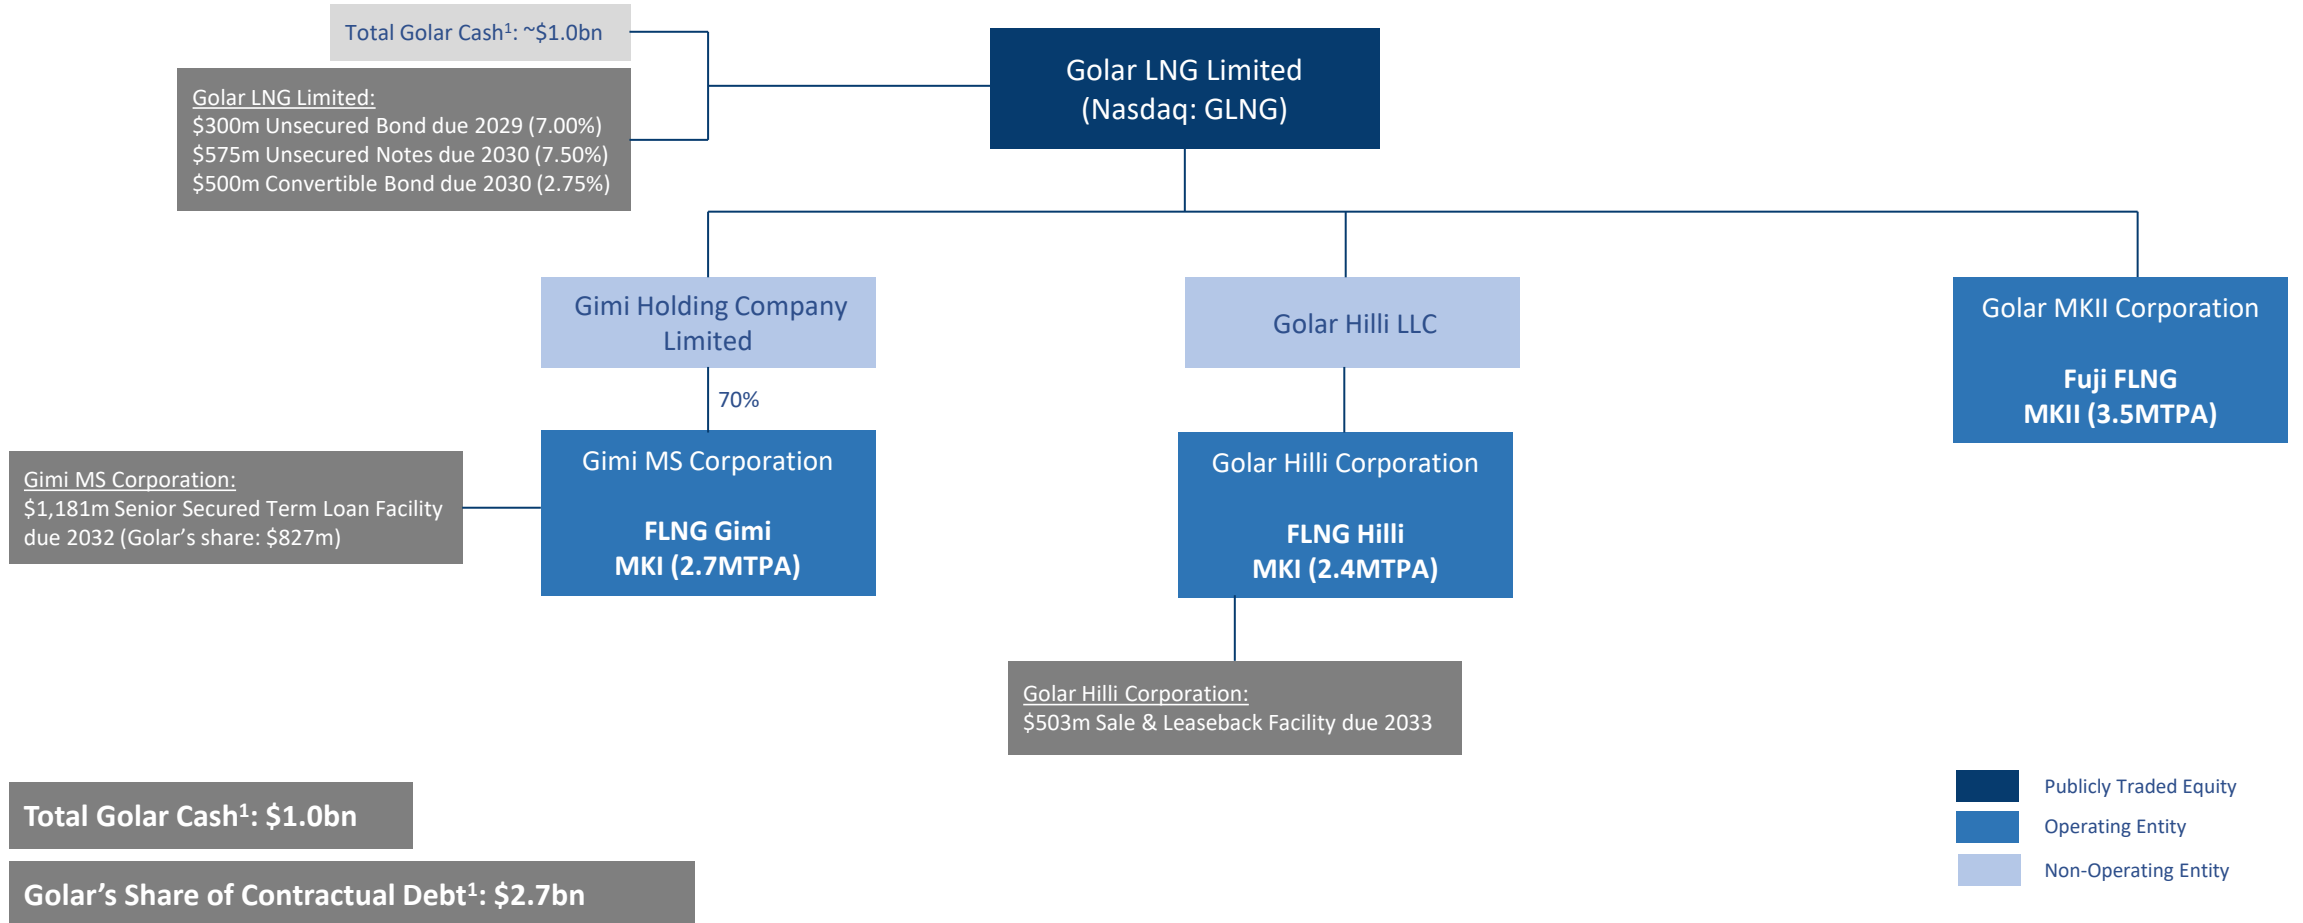 Total Golar Cash¹: ~$1.0bn
Golar LNG Limited:
$300m Unsecured Bond due 2029 (7.00%)
$575m Unsecured Notes due 2030 (7.50%)
$500m Convertible Bond due 2030 (2.75%)
Golar LNG Limited
(Nasdaq: GLNG)
Gimi Holding Company
Limited
Golar Hilli LLC
Golar MKII Corporation
Fuji FLNG
MKII (3.5MTPA)
70%
Gimi MS Corporation:
$1,181m Senior Secured Term Loan Facility
due 2032 (Golar’s share: $827m)
Gimi MS Corporation
FLNG Gimi
MKI (2.7MTPA)
Golar Hilli Corporation
FLNG Hilli
MKI (2.4MTPA)
Golar Hilli Corporation:
$503m Sale & Leaseback Facility due 2033
Total Golar Cash¹: $1.0bn
Golar’s Share of Contractual Debt¹: $2.7bn
Publicly Traded Equity
Operating Entity
Non-Operating Entity